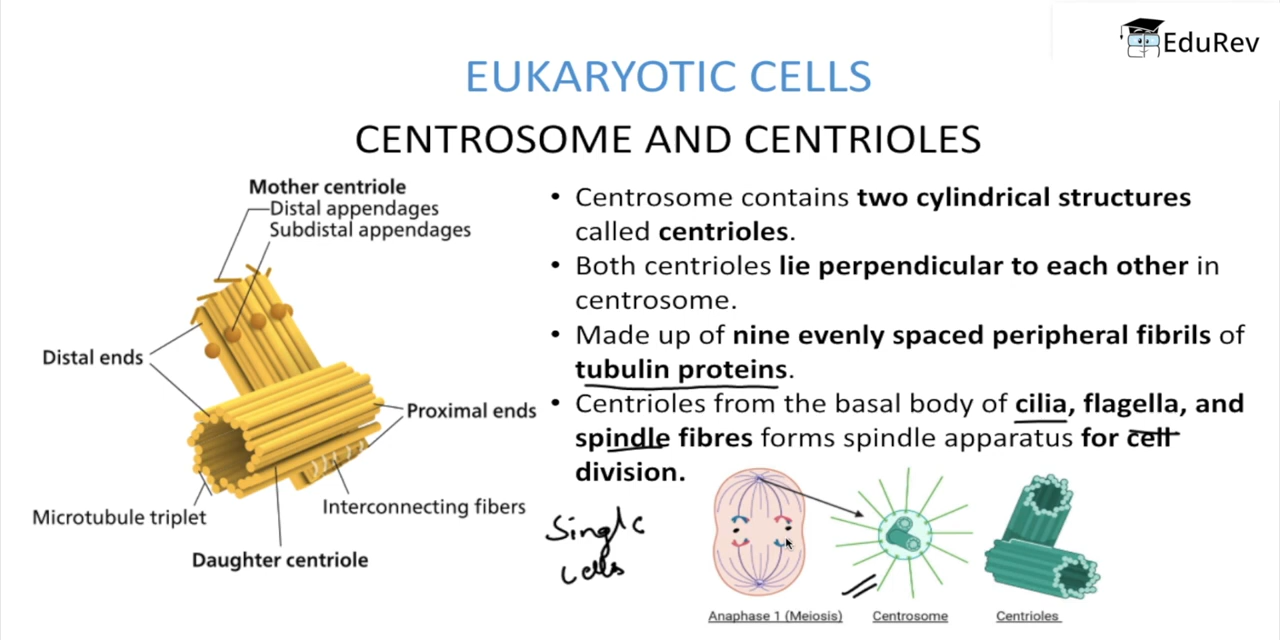 EduRev
EUKARYOTIC CELLS
CENTROSOME AND CENTRIOLES
Mother centriole
Distal appendages
Subdistal appendages
Distal ends
Proximal ends
Microtubule triplet
Interconnecting fibers
Daughter centriole
• Centrosome contains two cylindrical structures
called centrioles.
• Both centrioles lie perpendicular to each other in
centrosome.
• Made up of nine evenly spaced peripheral fibrils of
tubulin proteins.
• Centrioles from the basal body of cilia, flagella, and
spindle fibres forms spindle apparatus for cell
division.
Single
cells
Anaphase 1 (Meiosis)
Centrosome
Centrioles